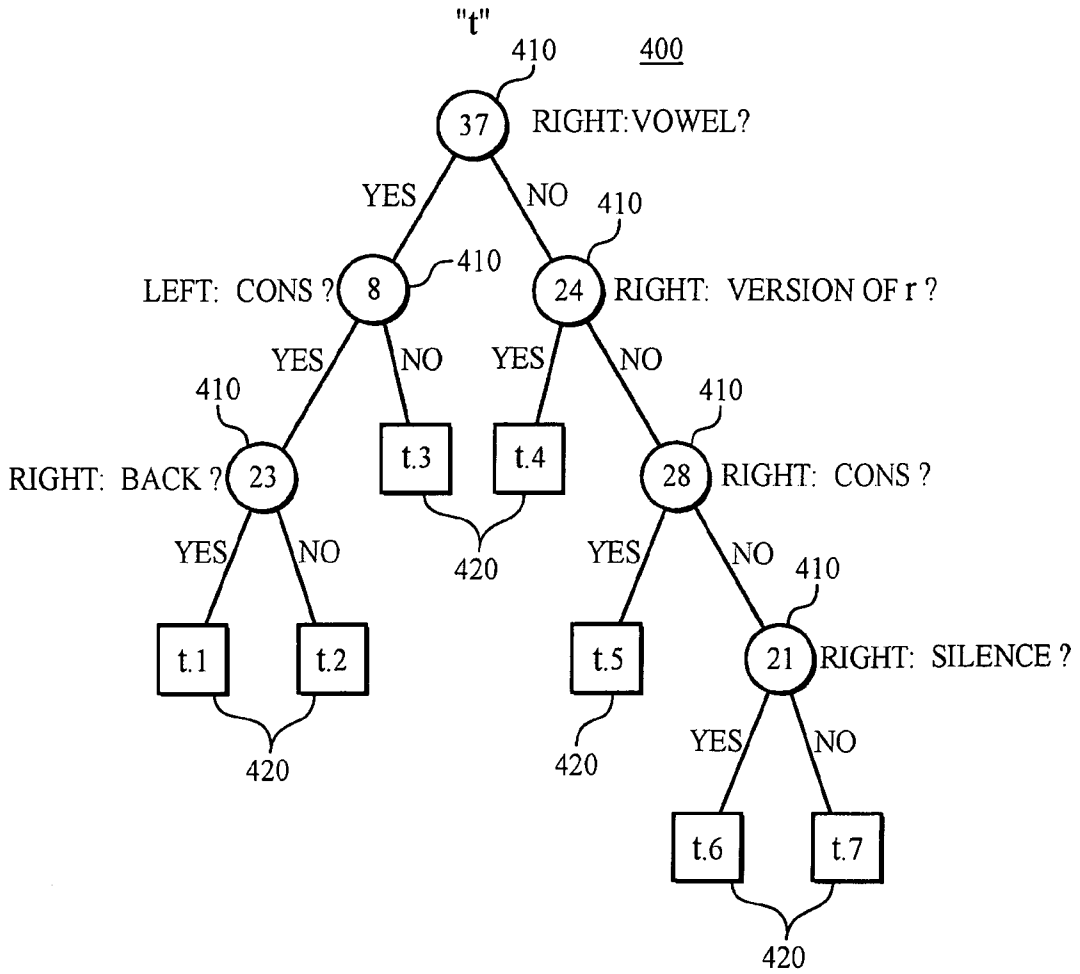 "t"
410
400
37
RIGHT:VOWEL?
YES
NO
410
LEFT: CONS ?
8
410
24
RIGHT: VERSION OF r ?
YES
NO
YES
NO
410
410
RIGHT: BACK ?
23
t.3
t.4
28
RIGHT: CONS ?
YES
NO
420
YES
NO
410
t.1
t.2
t.5
21
RIGHT: SILENCE ?
420
420
YES
NO
t.6
t.7
420